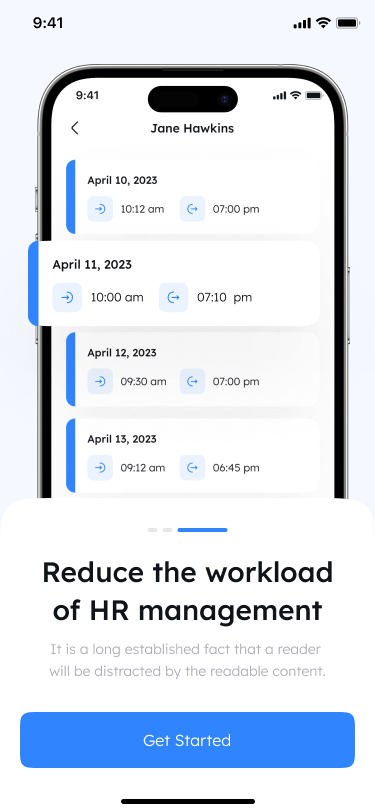 9:41
9:41
Jane Hawkins
April 10, 2023
10:12 am 07:00 pm
April 11, 2023
10:00 am 07:10 pm
April 12, 2023
09:30 am 07:00 pm
April 13, 2023
09:12 am 06:45 pm
Reduce the workload
of HR management
It is a long established fact that a reader
will be distracted by the readable content.
Get Started